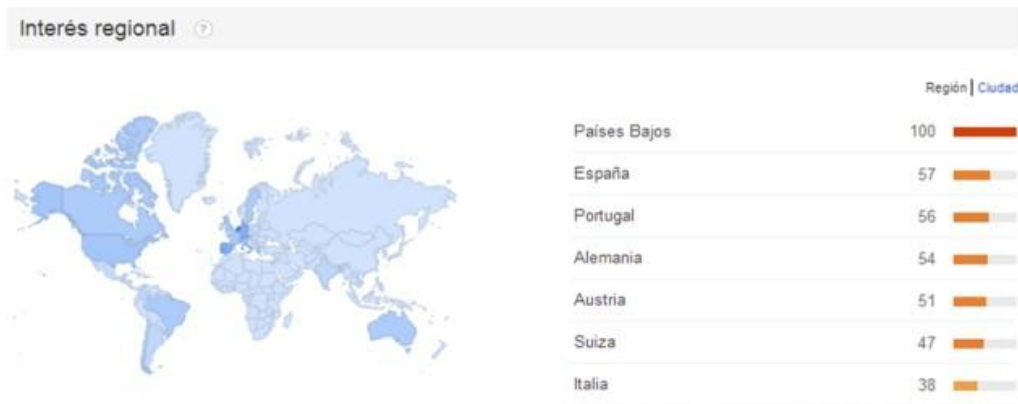 Interés regional ?
Región | Ciudad
Países Bajos 100
España 57
Portugal 56
Alemania 54
Austria 51
Suiza 47
Italia 38